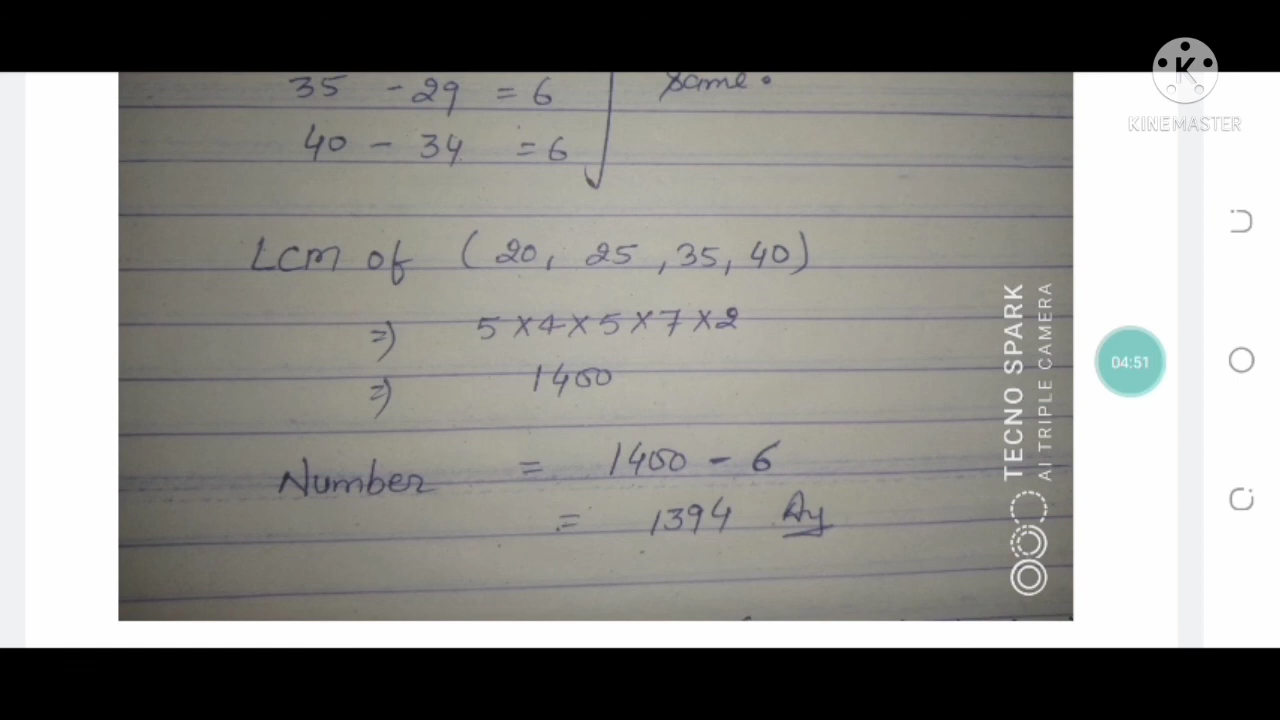 35 - 29 = 6
same.
40 - 34 = 6
LCM of (20, 25, 35, 40)
⇒ 5×4×5×7×2
⇒ 1400
Number = 1400 - 6
= 1394 Ay
KINEMASTER
04:51
TECNO SPARK
AI TRIPLE CAMERA